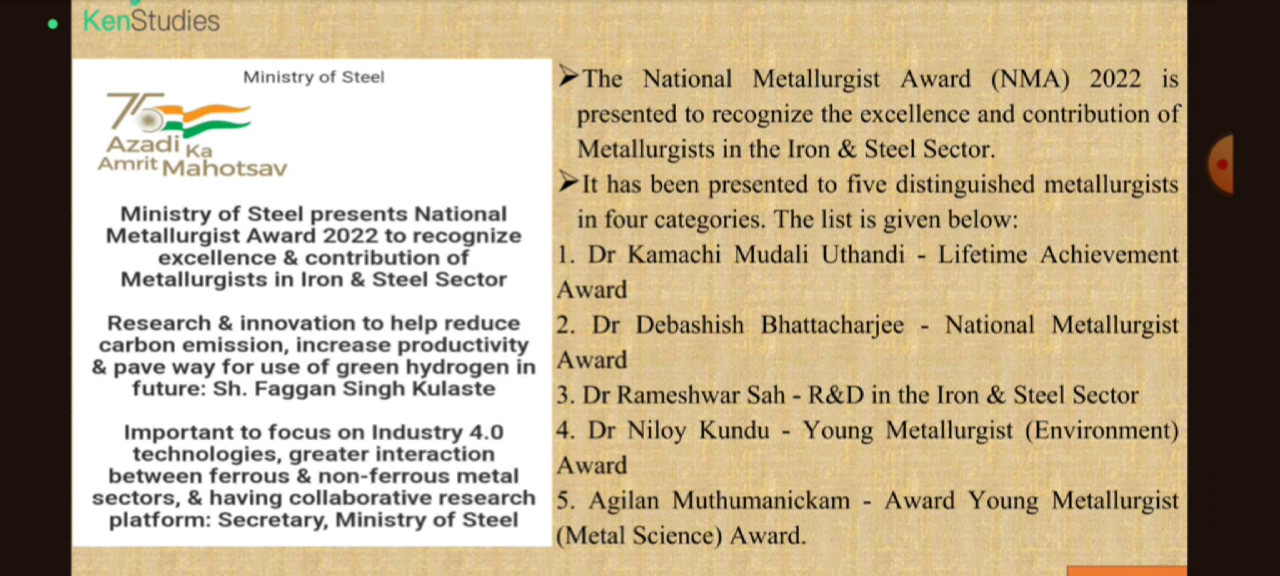 KenStudies
Ministry of Steel
75
Azadi Ka
Amrit Mahotsav
Ministry of Steel presents National
Metallurgist Award 2022 to recognize
excellence & contribution of
Metallurgists in Iron & Steel Sector
Research & innovation to help reduce
carbon emission, increase productivity
& pave way for use of green hydrogen in
future: Sh. Faggan Singh Kulaste
Important to focus on Industry 4.0
technologies, greater interaction
between ferrous & non-ferrous metal
sectors, & having collaborative research
platform: Secretary, Ministry of Steel
➢The National Metallurgist Award (NMA) 2022 is
presented to recognize the excellence and contribution of
Metallurgists in the Iron & Steel Sector.
➢It has been presented to five distinguished metallurgists
in four categories. The list is given below:
1. Dr Kamachi Mudali Uthandi - Lifetime Achievement
Award
2. Dr Debashish Bhattacharjee - National Metallurgist
Award
3. Dr Rameshwar Sah - R&D in the Iron & Steel Sector
4. Dr Niloy Kundu - Young Metallurgist (Environment)
Award
5. Agilan Muthumanickam - Award Young Metallurgist
(Metal Science) Award.